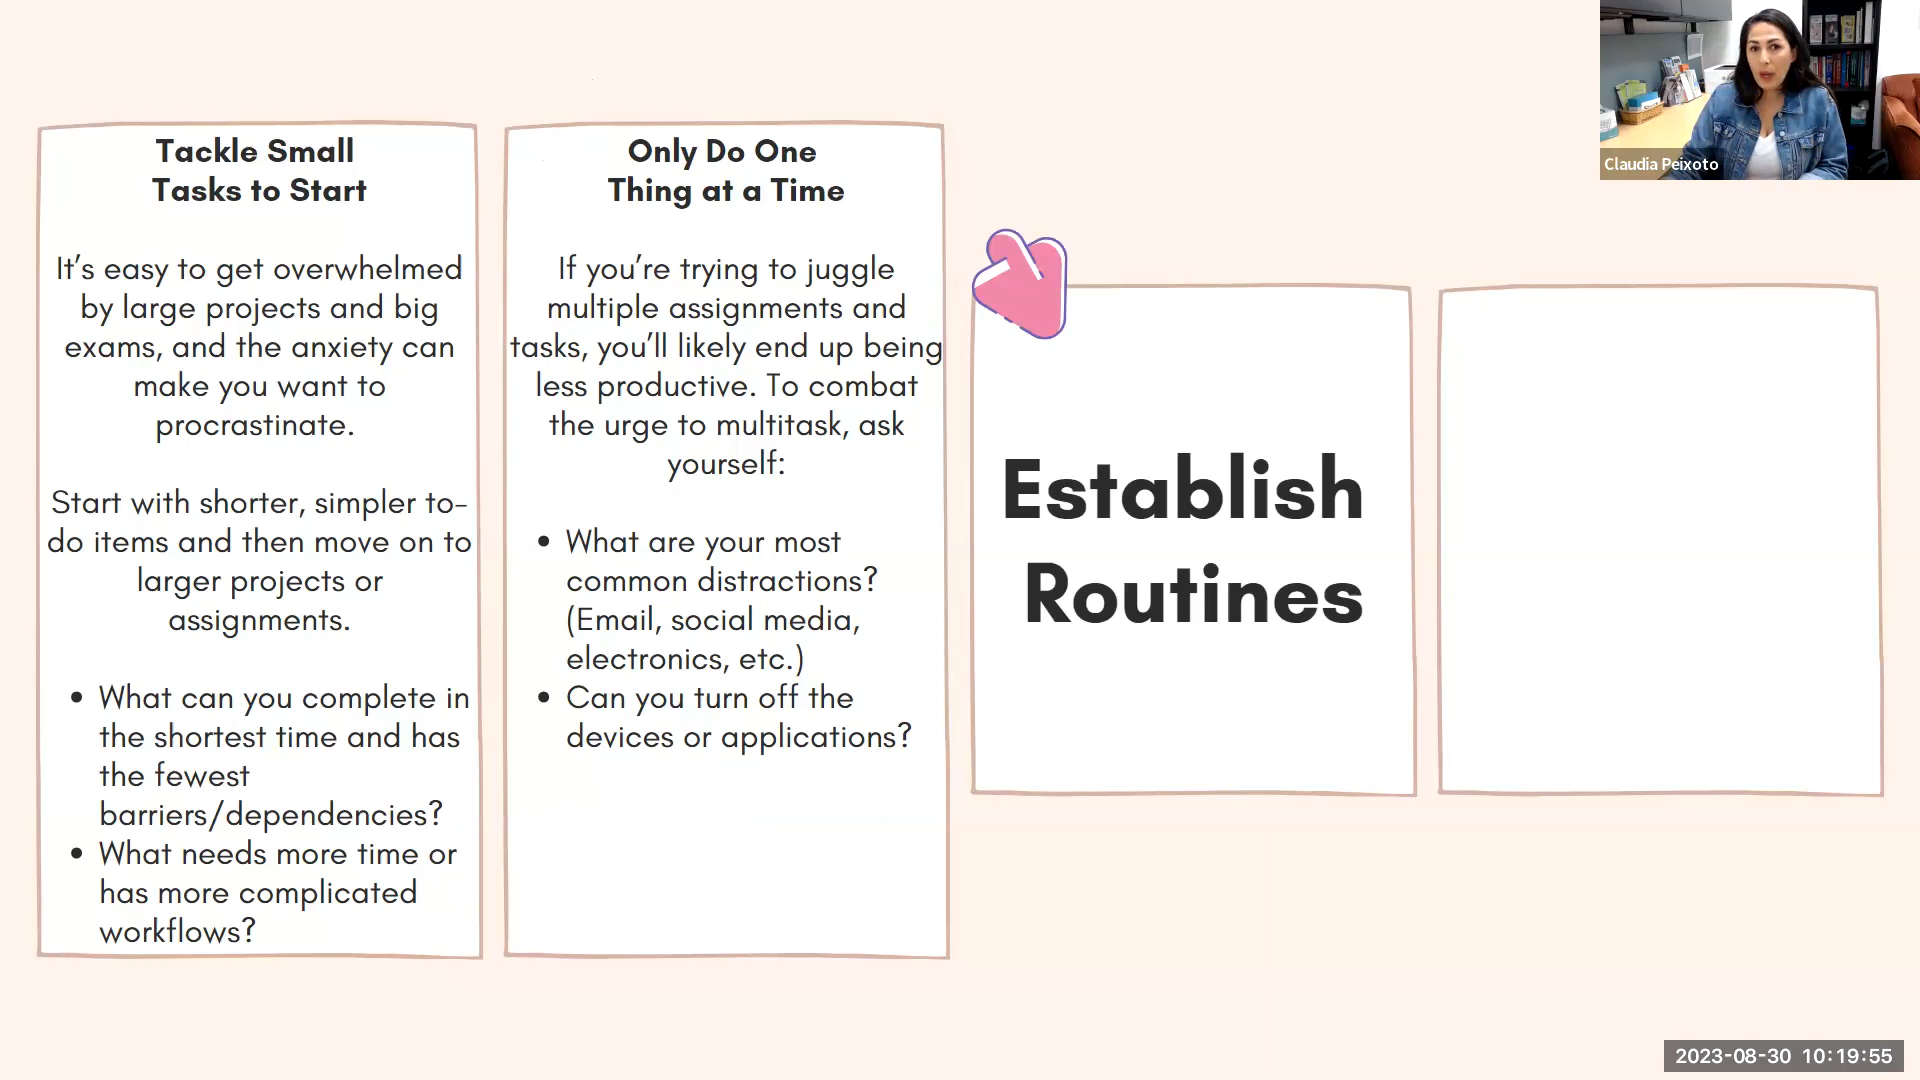 Tackle Small
Tasks to Start
It's easy to get overwhelmed
by large projects and big
exams, and the anxiety can
make you want to
procrastinate.
Start with shorter, simpler to-
do items and then move on to
larger projects or
assignments.
• What can you complete in
the shortest time and has
the fewest
barriers/dependencies?
• What needs more time or
has more complicated
workflows?
Only Do One
Thing at a Time
If you're trying to juggle
multiple assignments and
tasks, you'll likely end up being
less productive. To combat
the urge to multitask, ask
yourself:
• What are your most
common distractions?
(Email, social media,
electronics, etc.)
• Can you turn off the
devices or applications?
Establish
Routines
Claudia Peixoto
2023-08-30 10:19:55